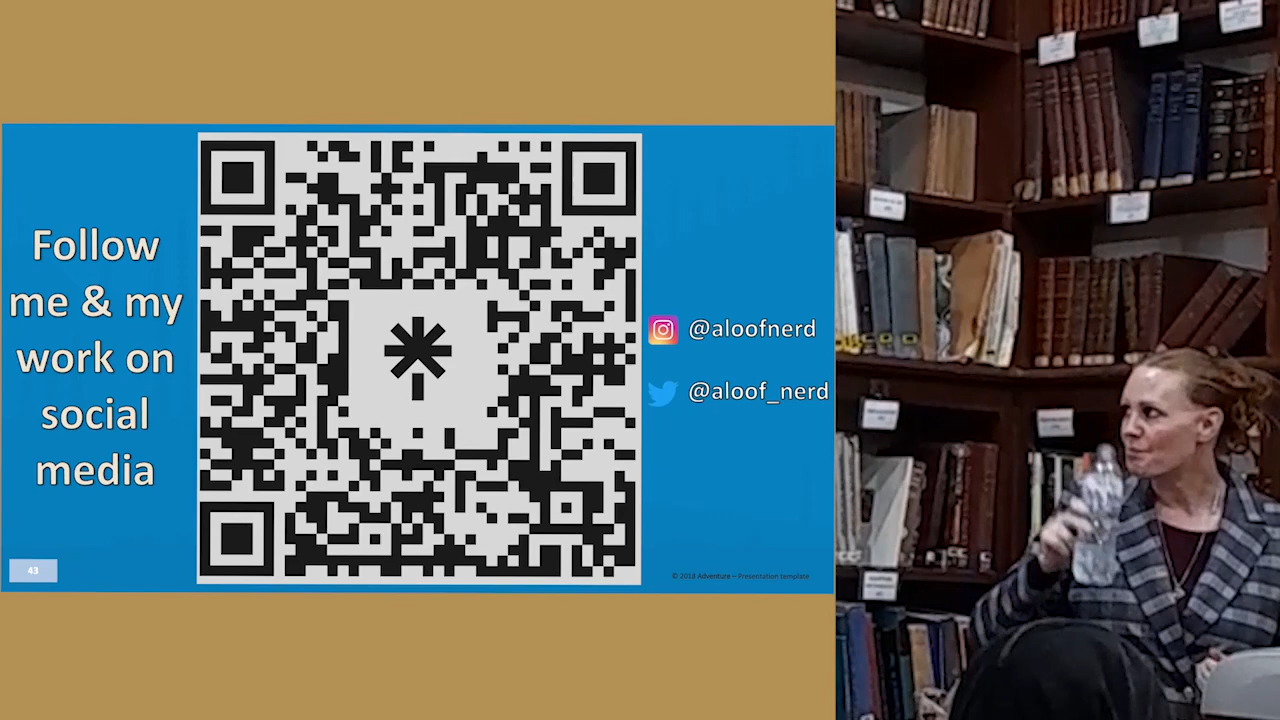 Follow
me & my
work on
social
media
@aloofnerd
@aloof_nerd
43
© 2018 Adventure – Presentation template